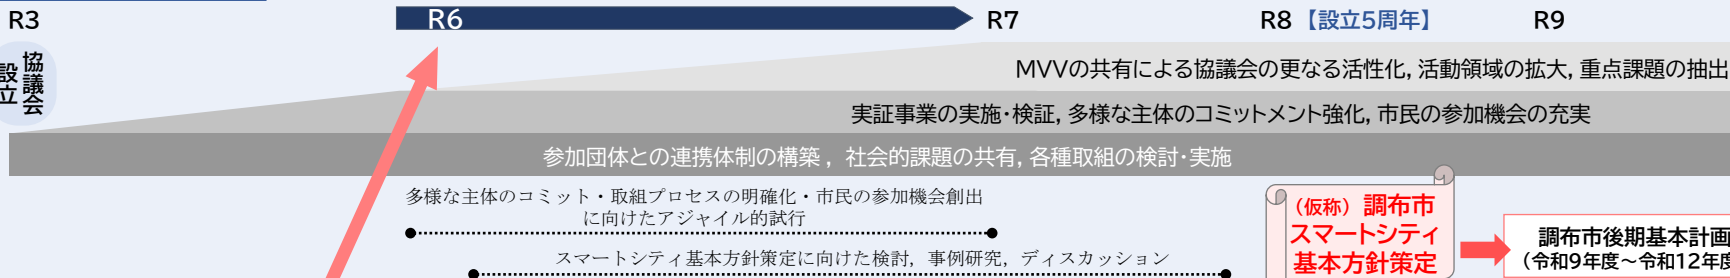 R3
R6
R7
R8【設立5周年】
R9
協議会
設立
MVVの共有による協議会の更なる活性化，活動領域の拡大，重点課題の抽出
実証事業の実施・検証，多様な主体のコミットメント強化，市民の参加機会の充実
参加団体との連携体制の構築，社会的課題の共有，各種取組の検討・実施
多様な主体のコミット・取組プロセスの明確化・市民の参加機会創出
に向けたアジャイル的試行
スマートシティ基本方針策定に向けた検討，事例研究，ディスカッション
（仮称）調布市
スマートシティ
基本方針策定
調布市後期基本計画
（令和9年度～令和12年度